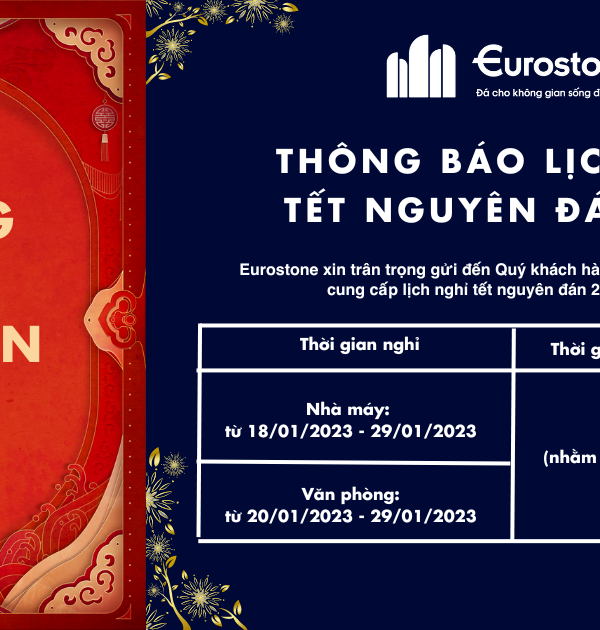 G
N
Eurosto
Đá cho không gian sống
THÔNG BÁO LỊC
TẾT NGUYÊN ĐÁ
Eurostone xin trân trọng gửi đến Quý khách hà
cung cấp lịch nghỉ tết nguyên đán 2
Thời gian nghỉ
Thời g
Nhà máy:
từ 18/01/2023 - 29/01/2023
(nhằm
Văn phòng:
từ 20/01/2023 - 29/01/2023